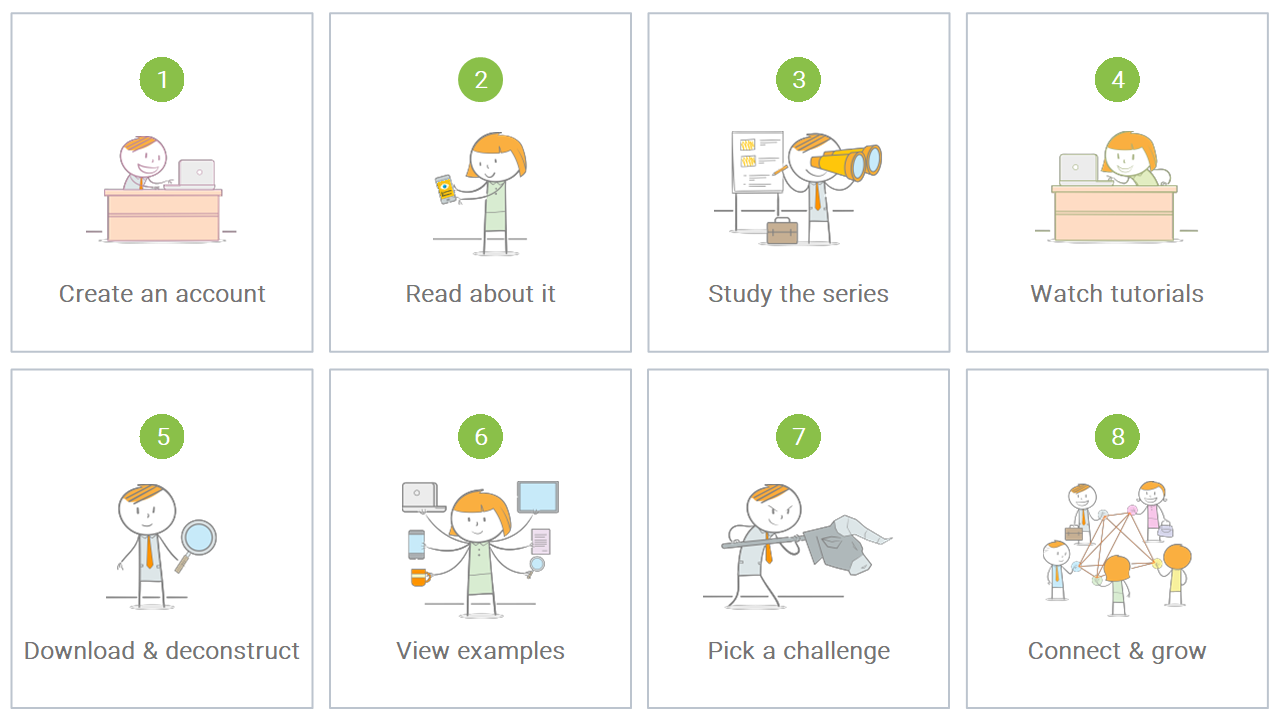 1
Create an account
2
Read about it
3
Study the series
4
Watch tutorials
5
Download & deconstruct
6
View examples
7
Pick a challenge
8
Connect & grow